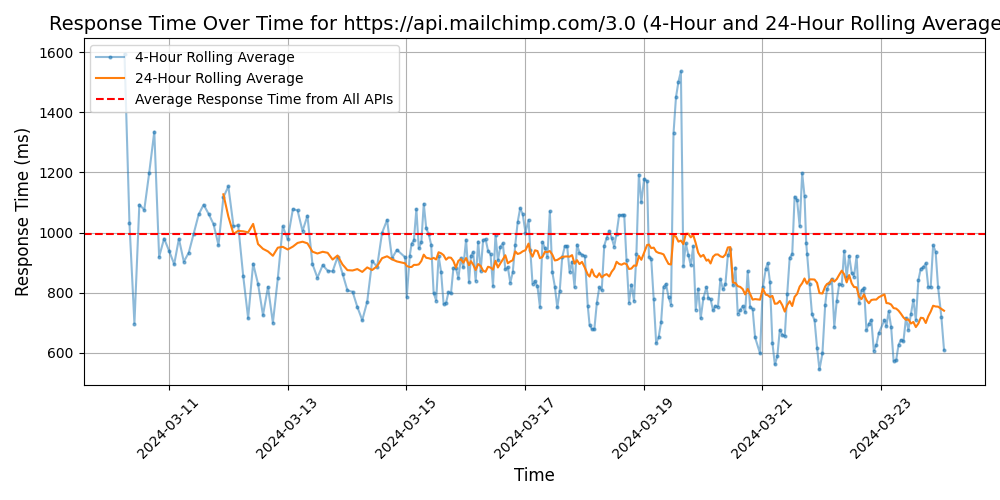 Response Time Over Time for https://api.mailchimp.com/3.0 (4-Hour and 24-Hour Rolling Average
4-Hour Rolling Average
24-Hour Rolling Average
Average Response Time from All APIs
Response Time (ms)
1600
1400
1200
1000
800
600
2024-03-11
2024-03-13
2024-03-15
2024-03-17
2024-03-19
2024-03-21
2024-03-23
Time